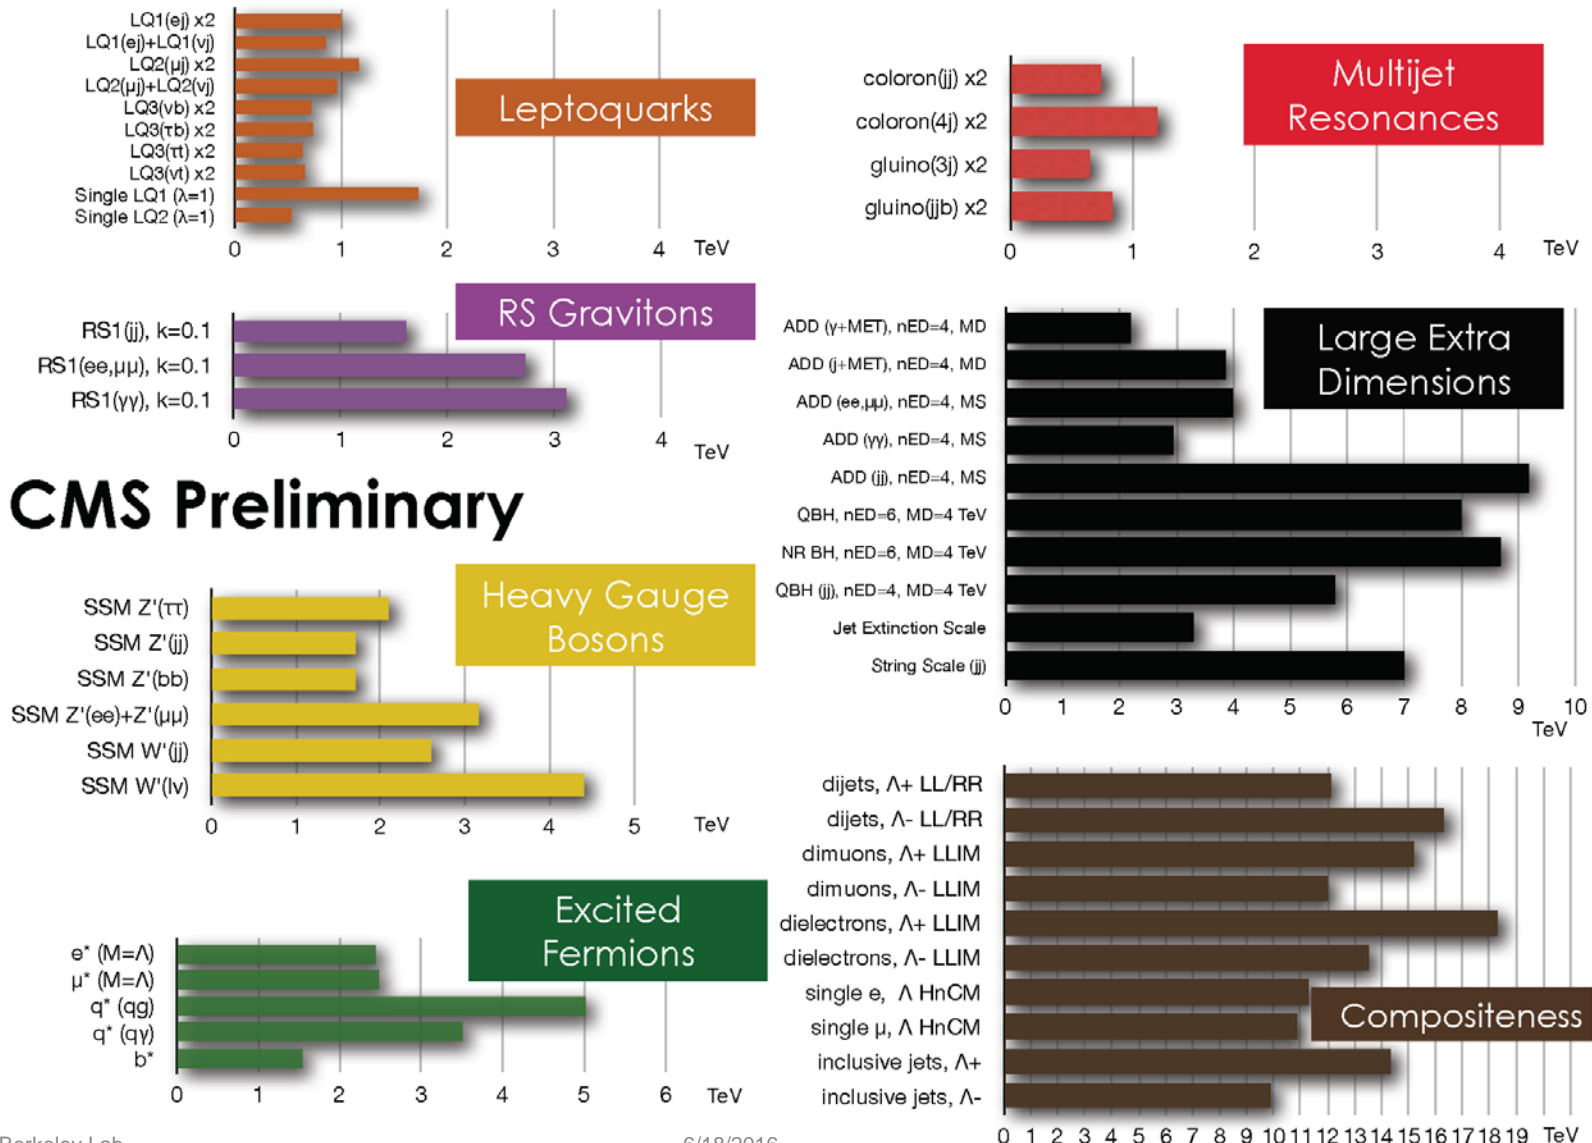 LQ1(ej) x2
LQ1(ej)+LQ1(νj)
LQ2(μj) x2
LQ2(μj)+LQ2(νj)
LQ3(νb) x2
LQ3(τb) x2
LQ3(τt) x2
LQ3(νt) x2
Single LQ1 (λ=1)
Single LQ2 (λ=1)
0 1 2 3 4 TeV
Leptoquarks
coloron(jj) x2
coloron(4j) x2
gluino(3j) x2
gluino(jjb) x2
0 1 2 3 4 TeV
Multijet
Resonances
RS Gravitons
RS1(jj), k=0.1
RS1(ee,μμ), k=0.1
RS1(γγ), k=0.1
0 1 2 3 4 TeV
CMS Preliminary
ADD (γ+MET), nED=4, MD
ADD (j+MET), nED=4, MD
ADD (ee,μμ), nED=4, MS
ADD (γγ), nED=4, MS
ADD (jj), nED=4, MS
QBH, nED=6, MD=4 TeV
NR BH, nED=6, MD=4 TeV
QBH (jj), nED=4, MD=4 TeV
Jet Extinction Scale
String Scale (jj)
0 1 2 3 4 5 6 7 8 9 10
TeV
Large Extra
Dimensions
Heavy Gauge
Bosons
SSM Z'(ττ)
SSM Z'(jj)
SSM Z'(bb)
SSM Z'(ee)+Z'(μμ)
SSM W'(jj)
SSM W'(lν)
0 1 2 3 4 5 TeV
Excited
Fermions
e* (M=Λ)
μ* (M=Λ)
q* (qg)
q* (qγ)
b*
0 1 2 3 4 5 6 TeV
dijets, Λ+ LL/RR
dijets, Λ- LL/RR
dimuons, Λ+ LLIM
dimuons, Λ- LLIM
dielectrons, Λ+ LLIM
dielectrons, Λ- LLIM
single e, Λ HnCM
single μ, Λ HnCM
inclusive jets, Λ+
inclusive jets, Λ-
Compositeness
0 1 2 3 4 5 6 7 8 9 10 11 12 13 14 15 16 17 18 19 TeV
Berkeley Lab
6/18/2016